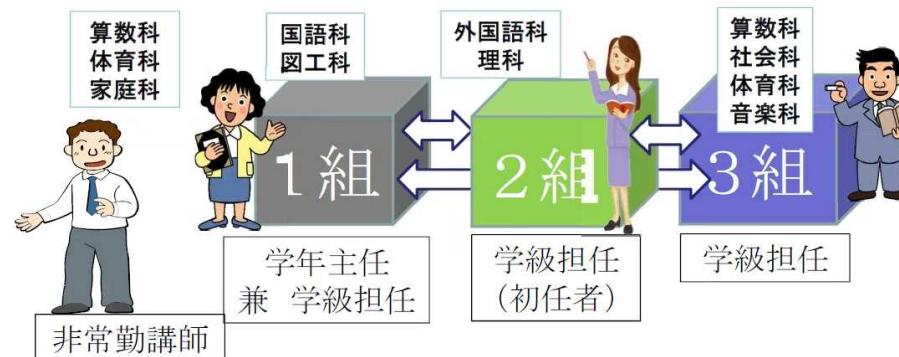 算数科
体育科
家庭科
国語科
図工科
外国語科
理科
算数科
社会科
体育科
音楽科
1組
2組
1
3組
学年主任
兼 学級担任
学級担任
（初任者）
学級担任
非常勤講師